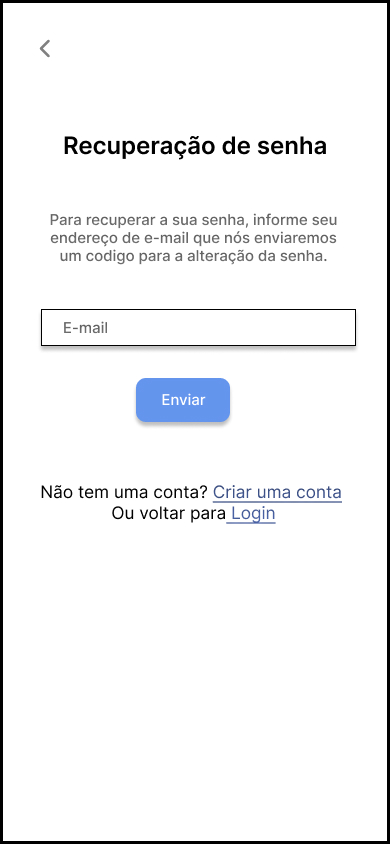 Recuperação de senha
Para recuperar a sua senha, informe seu
endereço de e-mail que nós enviaremos
um codigo para a alteração da senha.
E-mail
Enviar
Não tem uma conta? Criar uma conta
Ou voltar para Login